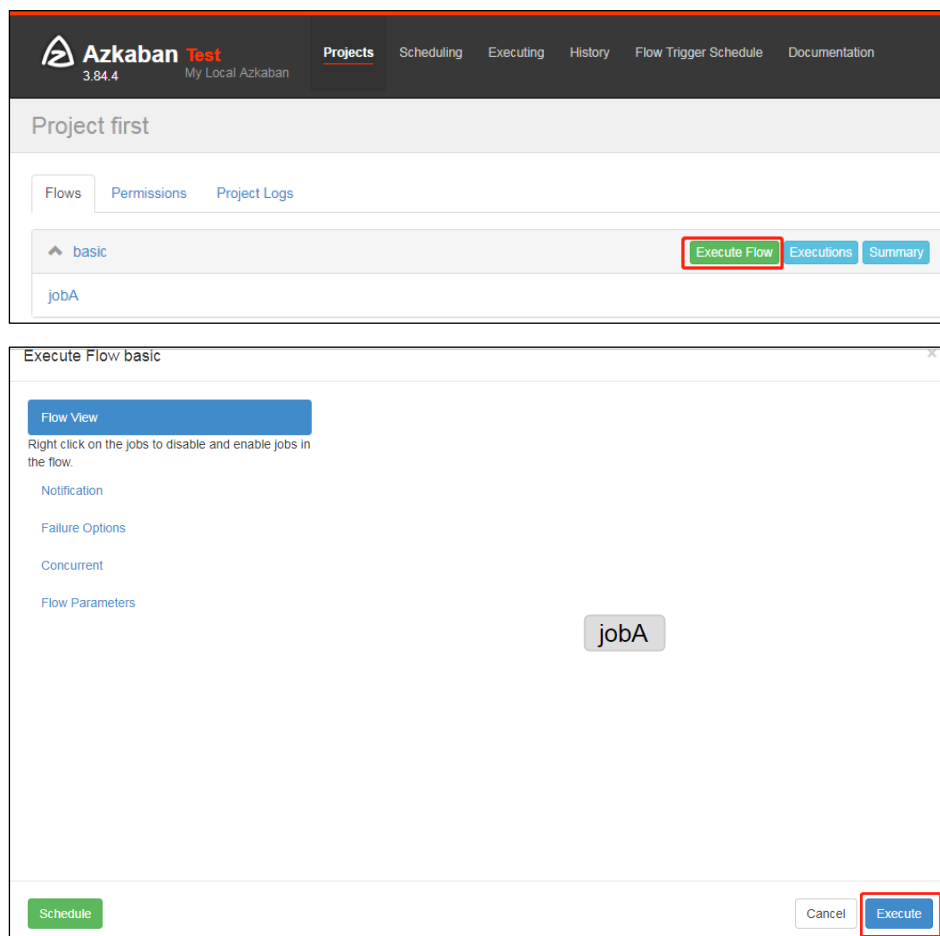 Azkaban Test
3.84.4 My Local Azkaban
Projects Scheduling Executing History Flow Trigger Schedule Documentation
Project first
Flows Permissions Project Logs
basic Execute Flow Executions Summary
jobA
Execute Flow basic ×
Flow View
Right click on the jobs to disable and enable jobs in
the flow.
Notification
Failure Options
Concurrent
Flow Parameters
jobA
Schedule Cancel Execute